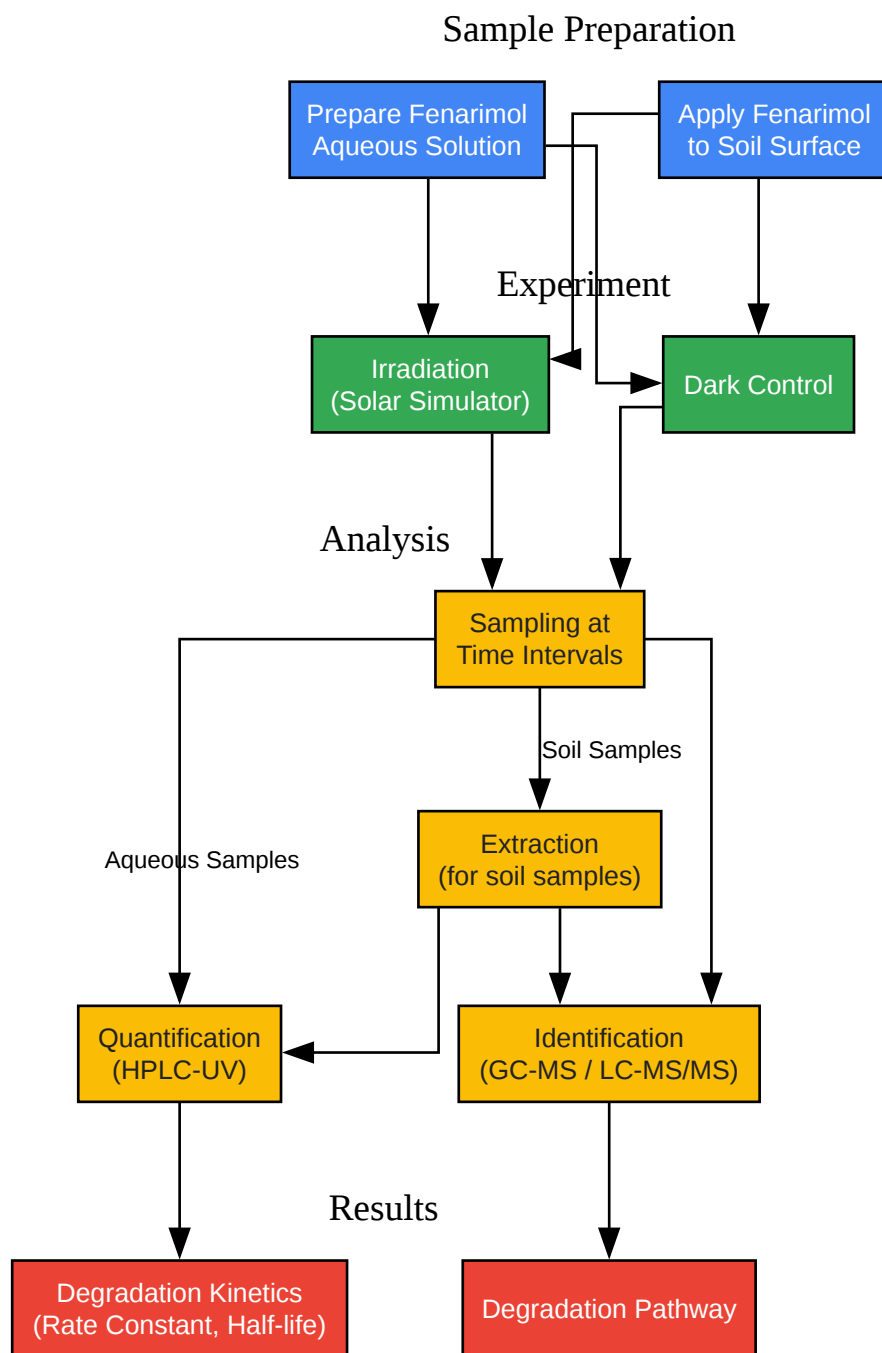 Sample Preparation
Prepare Fenarimol
Aqueous Solution
Apply Fenarimol
to Soil Surface
Experiment
Irradiation
(Solar Simulator)
Dark Control
Analysis
Sampling at
Time Intervals
Soil Samples
Aqueous Samples
Extraction
(for soil samples)
Quantification
(HPLC-UV)
Identification
(GC-MS / LC-MS/MS)
Results
Degradation Kinetics
(Rate Constant, Half-life)
Degradation Pathway